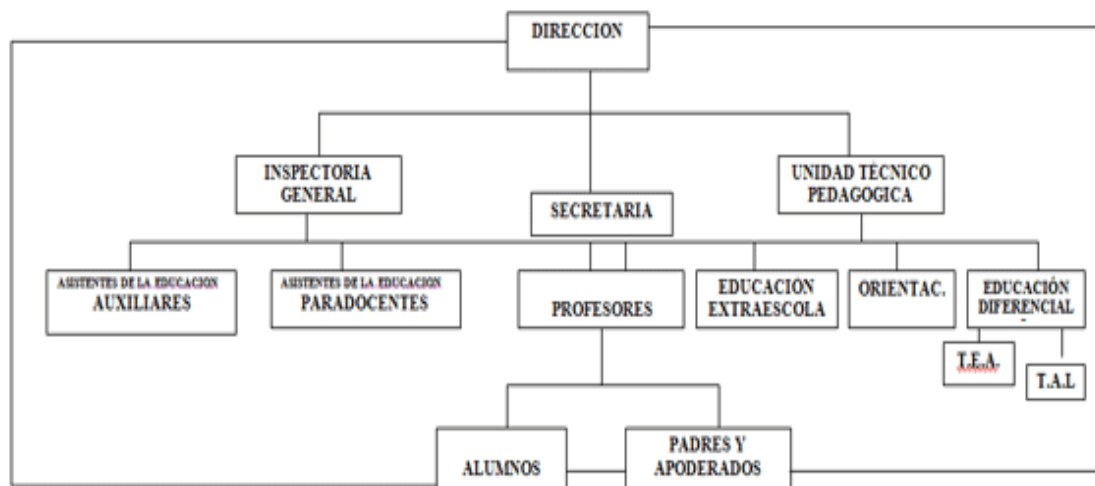 DIRECCION
INSPECTORIA
GENERAL
SECRETARIA
UNIDAD TÉCNICO
PEDAGOGICA
ASISTENTES DE LA EDUCACION
AUXILIARES
ASISTENTES DE LA EDUCACION
PARADOCENTES
PROFESORES
EDUCACIÓN
EXTRAESCOLA
ORIENTAC.
EDUCACIÓN
DIFERENCIAL
T.E.A.
T.A.L
ALUMNOS
PADRES Y
APODERADOS